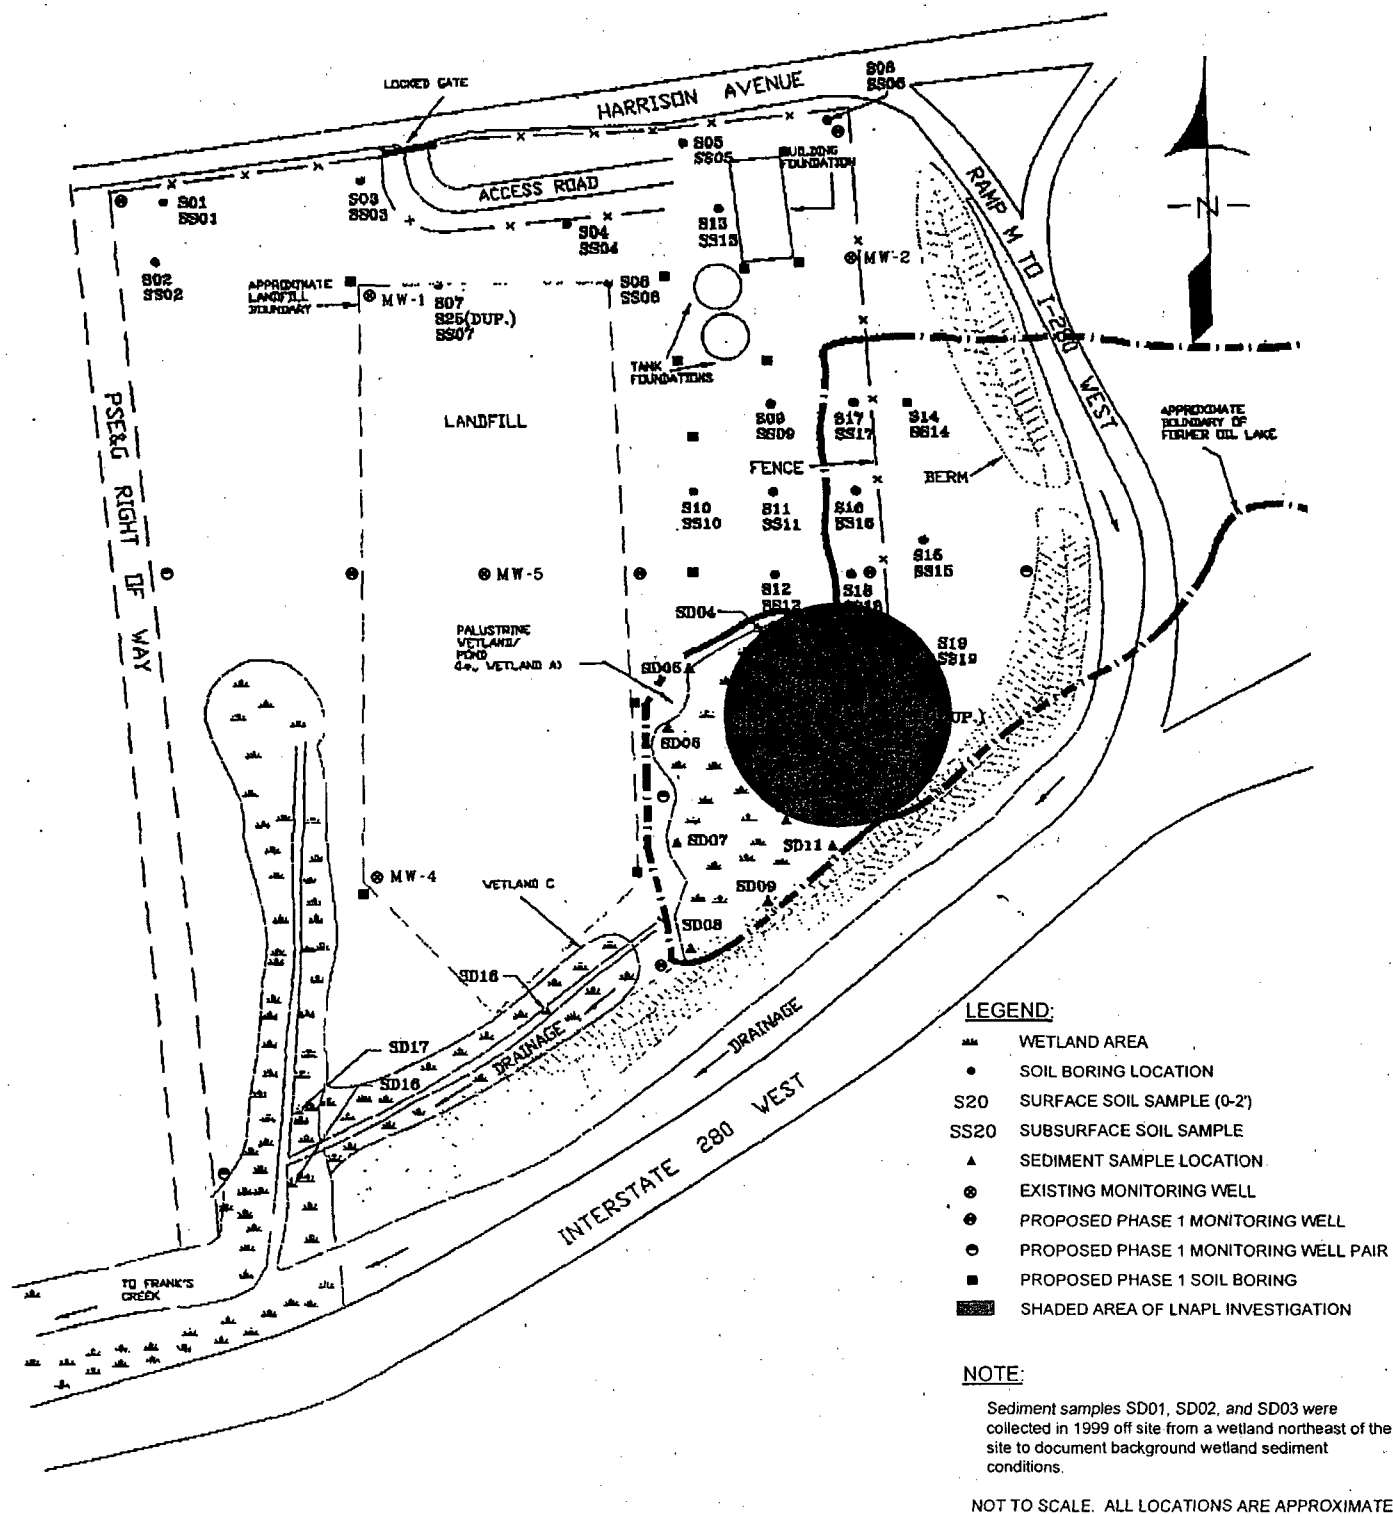 LOCKED GATE
HARRISON AVENUE
S06
SS06
S05
SS05
BUILDING
FOUNDATION
ACCESS ROAD
S01
SS01
S03
SS03
S04
SS04
S13
SS13
RAMP M TO I-280 WEST
N
S02
SS02
APPROXIMATE
LANDFILL
BOUNDARY
MW-1
S07
S25(DUP.)
SS07
S08
SS08
MW-2
TANK
FOUNDATIONS
PSE&G RIGHT OF WAY
LANDFILL
S09
SS09
S17
SS17
S14
SS14
APPROXIMATE
BOUNDARY OF
FORMER OIL LAKE
FENCE
BERM
S10
SS10
S11
SS11
S16
SS16
S15
SS15
MW-5
S12
SS12
S18
SS18
SD04
PALUSTRINE
WETLAND/
POND
WETLAND A)
SD05
S19
SS19
UP.)
SD06
SD07
SD11
MW-4
WETLAND C
SD09
SD08
SD16
DRAINAGE
DRAINAGE
SD17
SD16
INTERSTATE 280 WEST
TO FRANK'S
CREEK
LEGEND:
WETLAND AREA
SOIL BORING LOCATION
S20 SURFACE SOIL SAMPLE (0-2')
SS20 SUBSURFACE SOIL SAMPLE
SEDIMENT SAMPLE LOCATION
EXISTING MONITORING WELL
PROPOSED PHASE 1 MONITORING WELL
PROPOSED PHASE 1 MONITORING WELL PAIR
PROPOSED PHASE 1 SOIL BORING
SHADED AREA OF LNAPL INVESTIGATION
NOTE:
Sediment samples SD01, SD02, and SD03 were
collected in 1999 off site from a wetland northeast of the
site to document background wetland sediment
conditions.
NOT TO SCALE. ALL LOCATIONS ARE APPROXIMATE